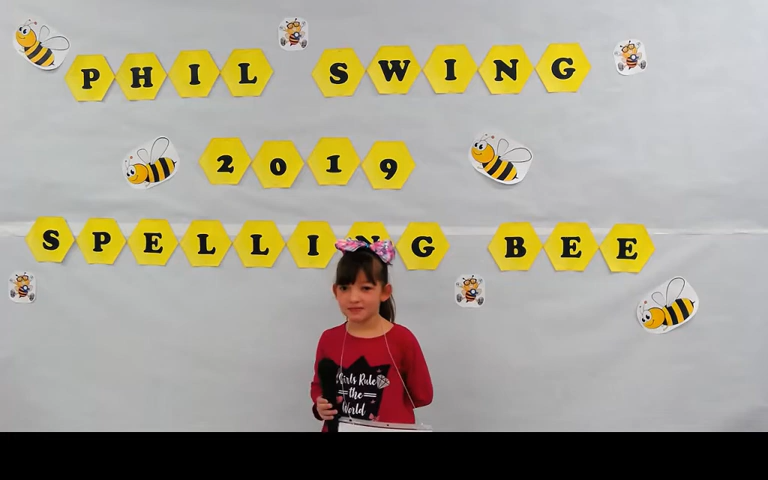 PHIL SWING
2019
SPELLING BEE
Girls Rule
the
World